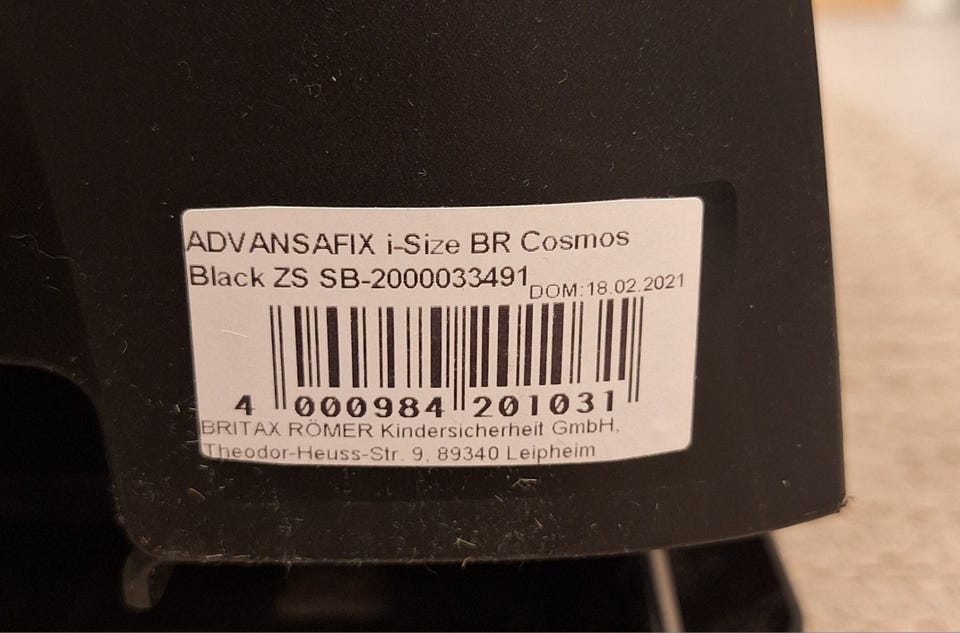 ADVANSAFIX i-Size BR Cosmos
Black ZS SB-2000033491
DOM:18.02.2021
4 000984 201031
BRITAX RÖMER Kindersicherheit GmbH,
Theodor-Heuss-Str. 9, 89340 Leipheim